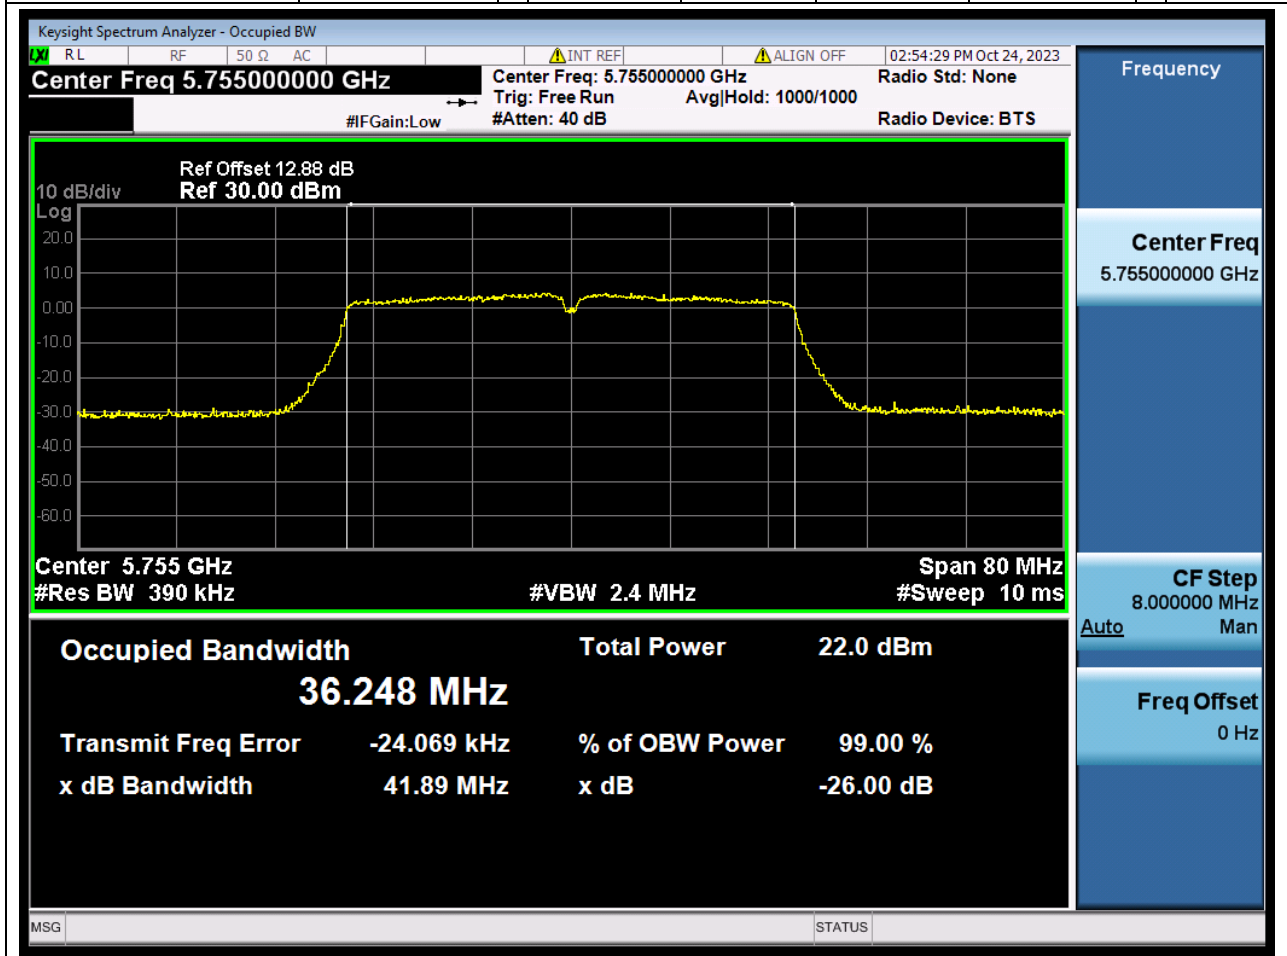 Keysight Spectrum Analyzer - Occupied BW
LXI RL RF 50 Ω AC INT REF ALIGN OFF 02:54:29 PM Oct 24, 2023
Center Freq 5.755000000 GHz
Center Freq: 5.755000000 GHz
Radio Std: None
Trig: Free Run Avg|Hold: 1000/1000
#IFGain:Low
#Atten: 40 dB
Radio Device: BTS
Ref Offset 12.88 dB
10 dB/div Ref 30.00 dBm
Log
20.0
10.0
0.00
-10.0
-20.0
-30.0
-40.0
-50.0
-60.0
Center 5.755 GHz Span 80 MHz
#Res BW 390 kHz #VBW 2.4 MHz #Sweep 10 ms
Occupied Bandwidth Total Power 22.0 dBm
36.248 MHz
Transmit Freq Error -24.069 kHz % of OBW Power 99.00 %
x dB Bandwidth 41.89 MHz x dB -26.00 dB
MSG STATUS
Frequency
Center Freq
5.755000000 GHz
CF Step
8.000000 MHz
Auto Man
Freq Offset
0 Hz